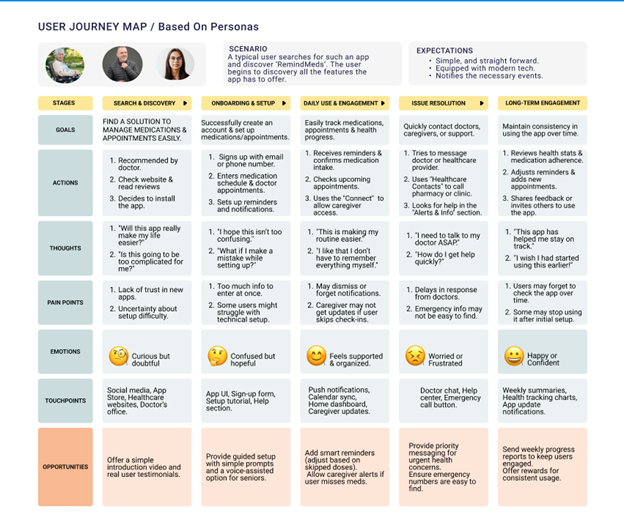 USER JOURNEY MAP / Based On Personas
SCENARIO
A typical user searches for such an app
and discover 'RemindMeds'. The user
begins to discovery all the features the
app has to offer.
EXPECTATIONS
• Simple, and straight forward.
• Equipped with modern tech.
• Notifies the necessary events.
STAGES
SEARCH & DISCOVERY
ONBOARDING & SETUP
DAILY USE & ENGAGEMENT
ISSUE RESOLUTION
LONG-TERM ENGAGEMENT
GOALS
FIND A SOLUTION TO
MANAGE MEDICATIONS &
APPOINTMENTS EASILY.
Successfully create an
account & set up
medications/appointments.
Easily track medications,
appointments & health
progress.
Quickly contact doctors,
caregivers, or support.
Maintain consistency in
using the app over time.
ACTIONS
1. Recommended by
doctor.
2. Check website &
read reviews
3. Decides to install
the app.
1. Signs up with email
or phone number.
2. Enters medication
schedule & doctor
appointments.
3. Sets up reminders
and notifications.
1. Receives reminders &
confirms medication
intake.
2. Checks upcoming
appointments.
3. Uses the "Connect" to
allow caregiver
access.
1. Tries to message
doctor or healthcare
provider.
2. Uses "Healthcare
Contacts" to call
pharmacy or clinic.
3. Looks for help in the
"Alerts & Info" section.
1. Reviews health stats &
medication adherence.
2. Adjusts reminders &
adds new
appointments.
3. Shares feedback or
invites others to use
the app.
THOUGHTS
1. "Will this app really
make my life
easier?"
2. "Is this going to be
too complicated for
me?"
1. "I hope this isn't too
confusing."
2. "What if I make a
mistake while
setting up?"
1. "This is making my
routine easier."
2. "I like that I don't
have to remember
everything myself."
1. "I need to talk to my
doctor ASAP."
2. "How do I get help
quickly?"
1. "This app has
helped me stay on
track."
2. "I wish I had started
using this earlier!"
PAIN POINTS
1. Lack of trust in new
apps.
2. Uncertainty about
setup difficulty.
1. Too much info to
enter at once.
2. Some users might
struggle with
technical setup.
1. May dismiss or
forget notifications.
2. Caregiver may not
get updates if user
skips check-ins.
1. Delays in response
from doctors.
2. Emergency info may
not be easy to find.
1. Users may forget to
check the app over
time.
2. Some may stop using
it after initial setup.
EMOTIONS
Curious but
doubtful
Confused but
hopeful
Feels supported
& organized.
Worried or
Frustrated
Happy or
Confident
TOUCHPOINTS
Social media, App
Store, Healthcare
websites, Doctor's
office.
App UI, Sign-up form,
Setup tutorial, Help
section.
Push notifications,
Calendar sync,
Home dashboard,
Caregiver updates.
Doctor chat, Help
center, Emergency
call button.
Weekly summaries,
Health tracking charts,
App update
notifications.
OPPORTUNITIES
Offer a simple
introduction video and
real user testimonials.
Provide guided setup
with simple prompts
and a voice-assisted
option for seniors.
Add smart reminders
(adjust based on
skipped doses).
Allow caregiver alerts if
user misses meds.
Provide priority
messaging for
urgent health
concerns.
Ensure emergency
numbers are easy to
find.
Send weekly progress
reports to keep users
engaged.
Offer rewards for
consistent usage.